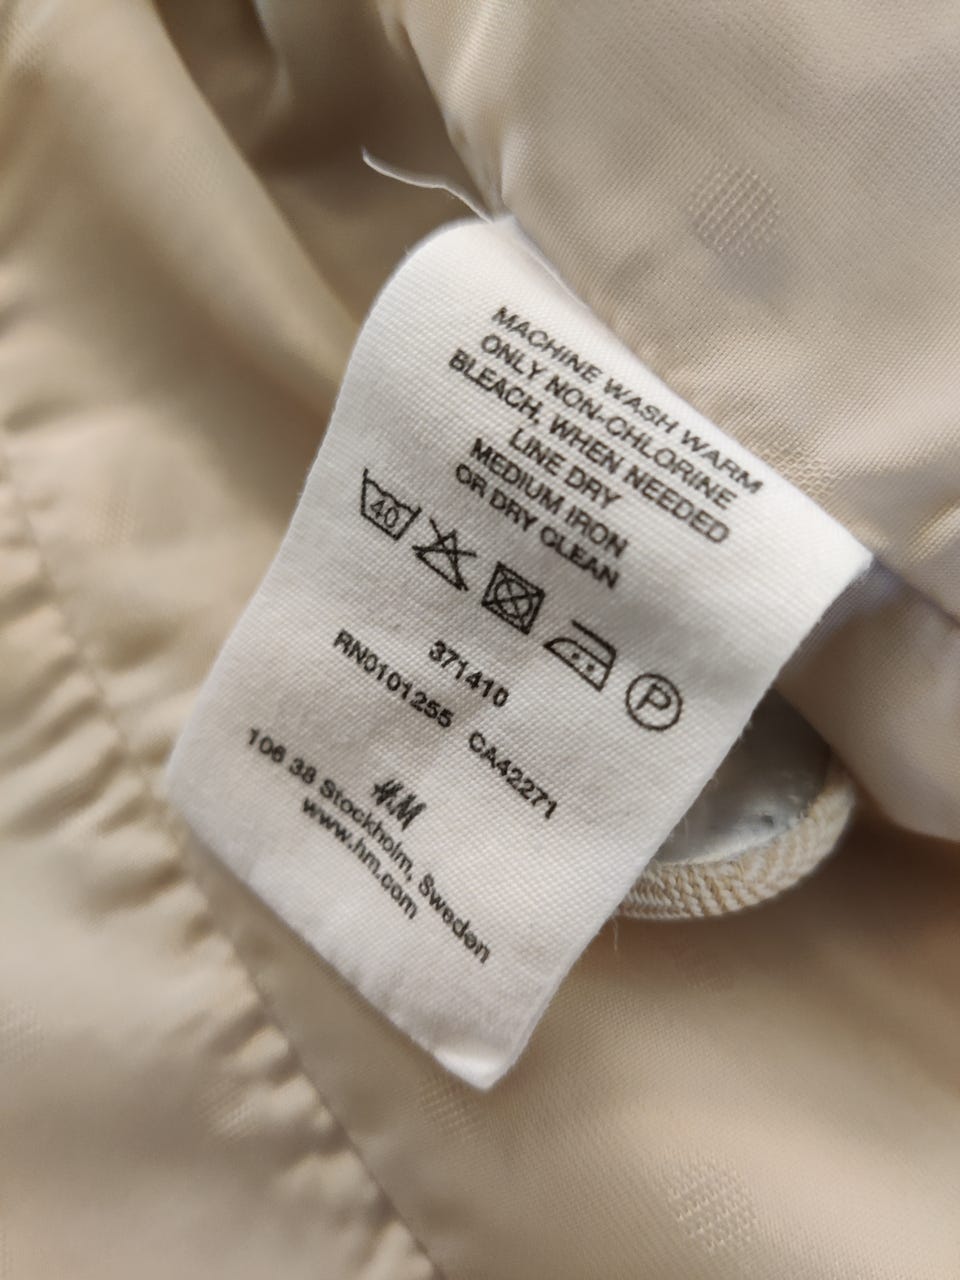 MACHINE WASH WARM
ONLY NON-CHLORINE
BLEACH, WHEN NEEDED
LINE DRY
MEDIUM IRON
OR DRY CLEAN
40
P
371410
RN0101255 CA42271
H&M
106 38 Stockholm, Sweden
www.hm.com